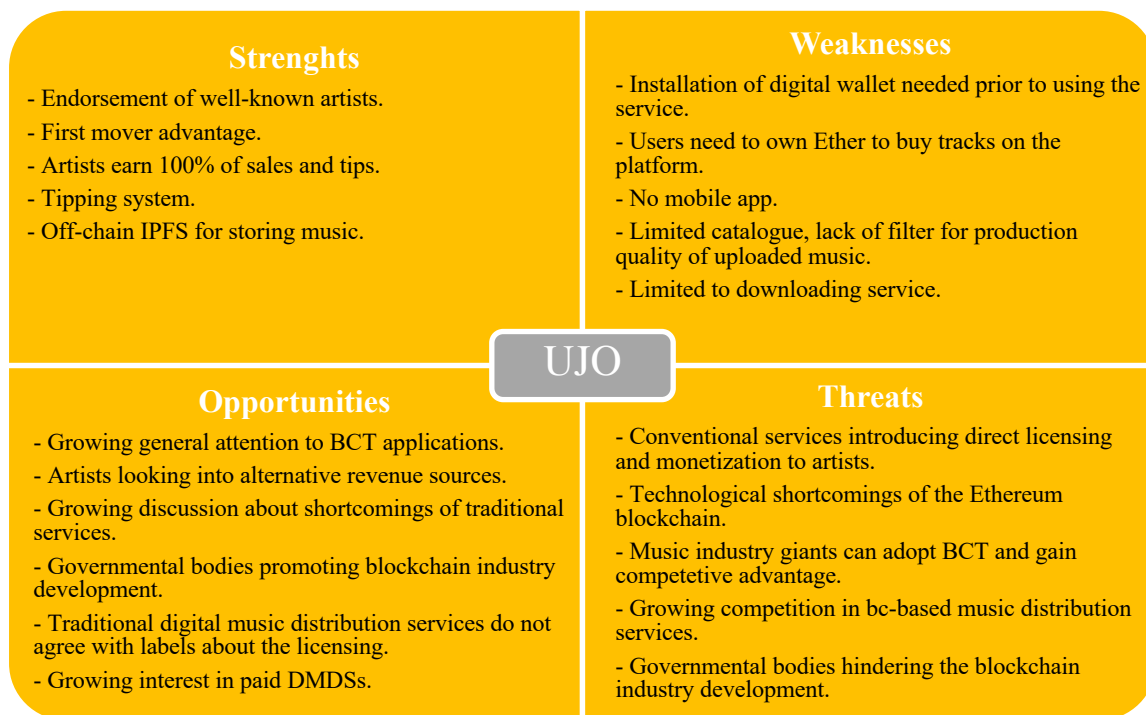 Strenghts
- Endorsement of well-known artists.
- First mover advantage.
- Artists earn 100% of sales and tips.
- Tipping system.
- Off-chain IPFS for storing music.
Weaknesses
- Installation of digital wallet needed prior to using the
service.
- Users need to own Ether to buy tracks on the
platform.
- No mobile app.
- Limited catalogue, lack of filter for production
quality of uploaded music.
- Limited to downloading service.
UJO
Opportunities
- Growing general attention to BCT applications.
- Artists looking into alternative revenue sources.
- Growing discussion about shortcomings of traditional
services.
- Governmental bodies promoting blockchain industry
development.
- Traditional digital music distribution services do not
agree with labels about the licensing.
- Growing interest in paid DMDSs.
Threats
- Conventional services introducing direct licensing
and monetization to artists.
- Technological shortcomings of the Ethereum
blockchain.
- Music industry giants can adopt BCT and gain
competetive advantage.
- Growing competition in bc-based music distribution
services.
- Governmental bodies hindering the blockchain
industry development.